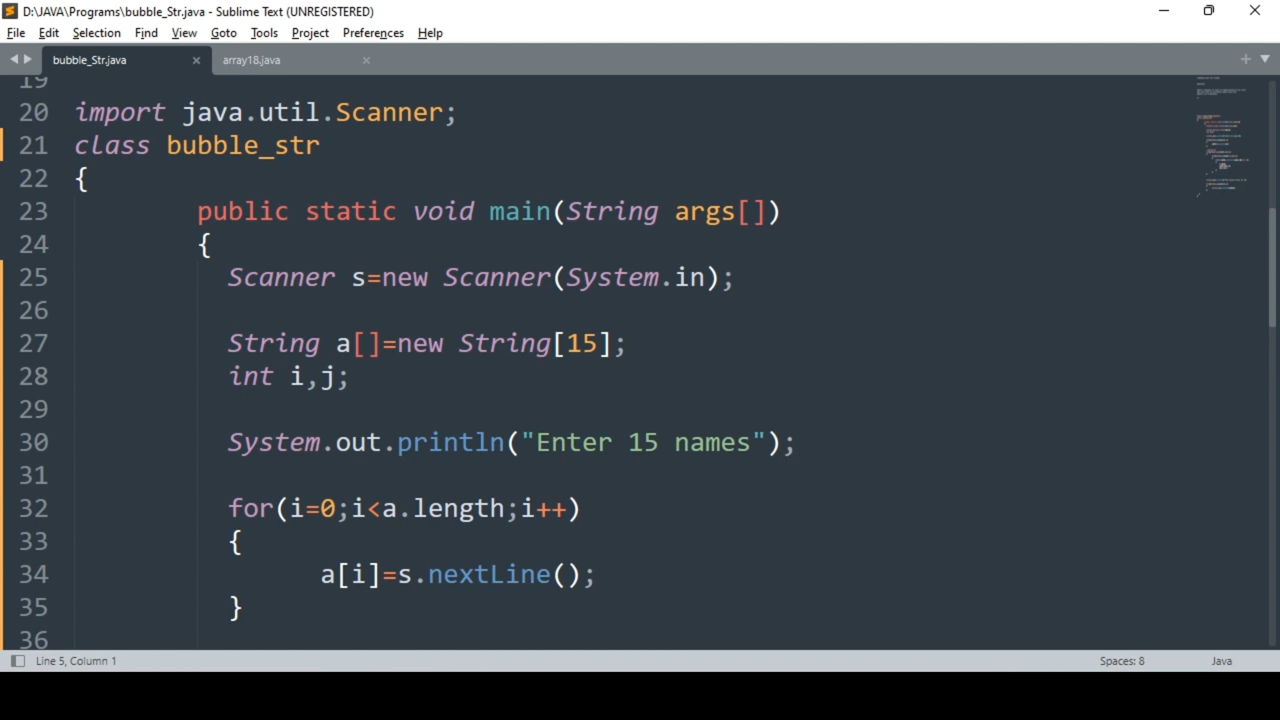 D:\JAVA\Programs\bubble_Str.java - Sublime Text (UNREGISTERED)
File Edit Selection Find View Goto Tools Project Preferences Help
bubble_Str.java array18.java
19
20 import java.util.Scanner;
21 class bubble_str
22 {
23 public static void main(String args[])
24 {
25 Scanner s=new Scanner(System.in);
26
27 String a[]=new String[15];
28 int i,j;
29
30 System.out.println("Enter 15 names");
31
32 for(i=0;i<a.length;i++)
33 {
34 a[i]=s.nextLine();
35 }
36
Line 5, Column 1 Spaces: 8 Java